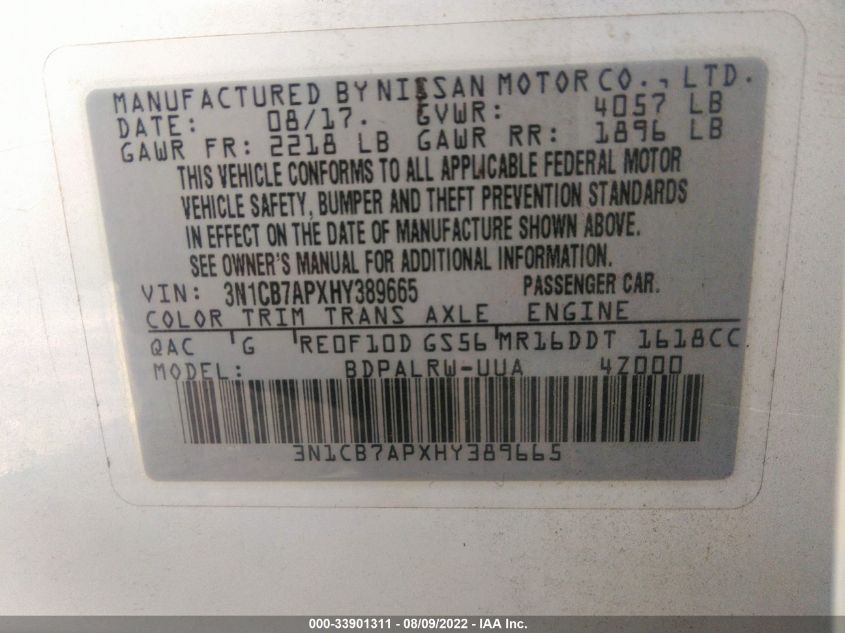 MANUFACTURED BY NISSAN MOTOR CO., LTD.
DATE: 08/17. GVWR: 4057 LB
GAWR FR: 2218 LB GAWR RR: 1896 LB
THIS VEHICLE CONFORMS TO ALL APPLICABLE FEDERAL MOTOR
VEHICLE SAFETY, BUMPER AND THEFT PREVENTION STANDARDS
IN EFFECT ON THE DATE OF MANUFACTURE SHOWN ABOVE.
SEE OWNER'S MANUAL FOR ADDITIONAL INFORMATION.
VIN: 3N1CB7APXHY389665 PASSENGER CAR.
COLOR TRIM TRANS AXLE ENGINE
QAC G RE0F10D GS56 MR16DDT 1618CC
MODEL: BDPALRW-UUA 4Z000
3N1CB7APXHY389665
000-33901311 - 08/09/2022 - IAA Inc.